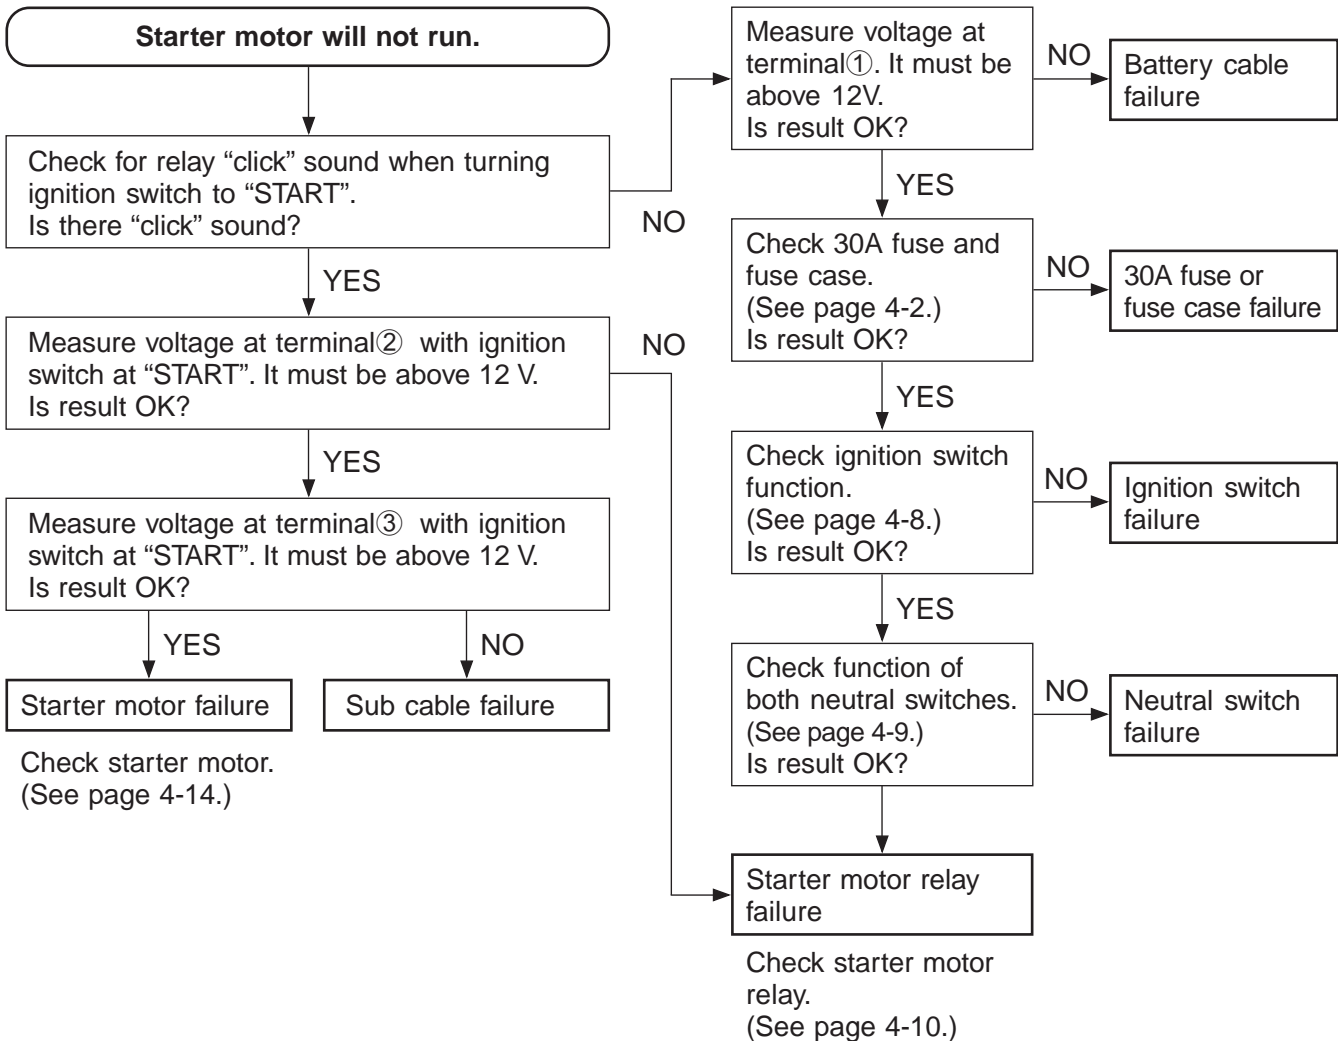 Starter motor will not run.
Check for relay “click” sound when turning
ignition switch to “START”.
Is there “click” sound?
NO
YES
Measure voltage at terminal② with ignition
switch at “START”. It must be above 12 V.
Is result OK?
NO
YES
Measure voltage at terminal③ with ignition
switch at “START”. It must be above 12 V.
Is result OK?
YES
NO
Starter motor failure
Sub cable failure
Check starter motor.
(See page 4-14.)
Measure voltage at
terminal①. It must be
above 12V.
Is result OK?
NO
Battery cable
failure
YES
Check 30A fuse and
fuse case.
(See page 4-2.)
Is result OK?
NO
30A fuse or
fuse case failure
YES
Check ignition switch
function.
(See page 4-8.)
Is result OK?
NO
Ignition switch
failure
YES
Check function of
both neutral switches.
(See page 4-9.)
Is result OK?
NO
Neutral switch
failure
Starter motor relay
failure
Check starter motor
relay.
(See page 4-10.)